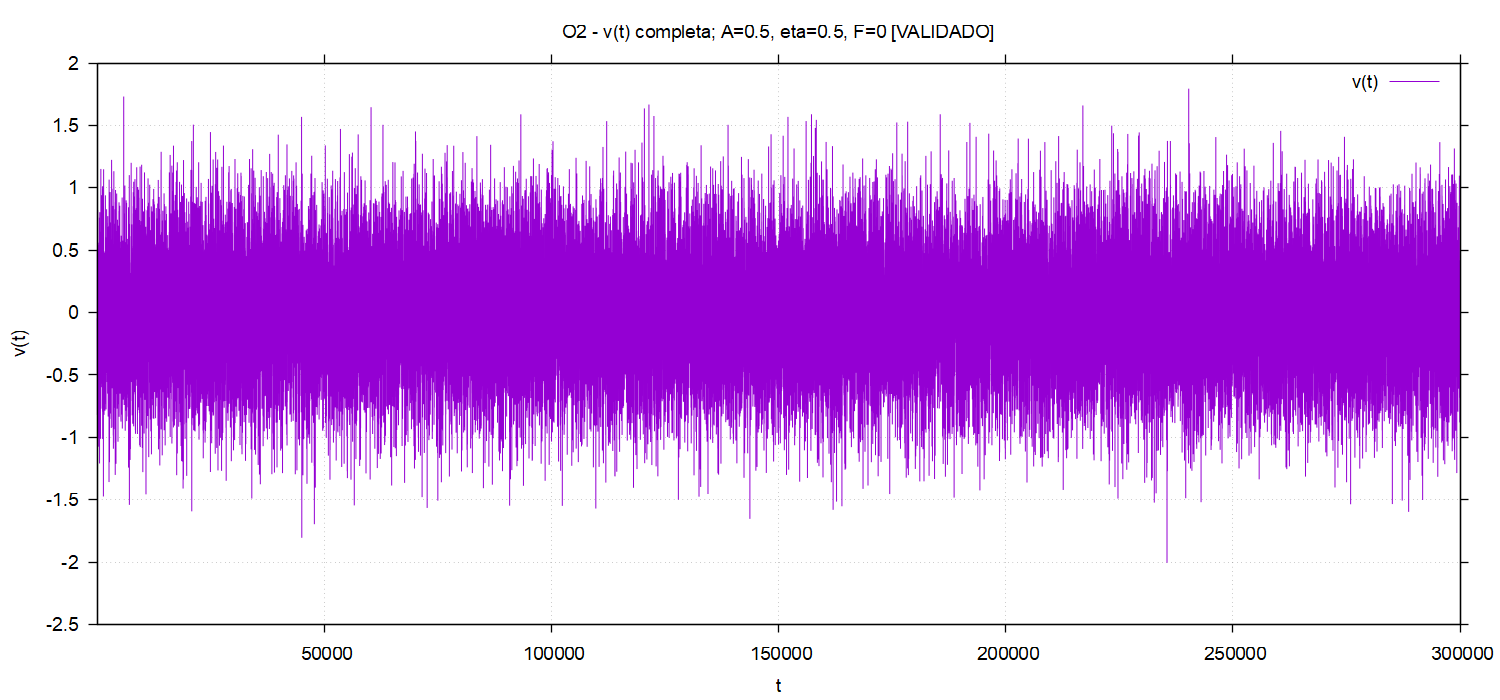 O2 - v(t) completa; A=0.5, eta=0.5, F=0 [VALIDADO]
v(t)
2
1.5
1
0.5
0
-0.5
-1
-1.5
-2
-2.5
v(t)
50000 100000 150000 200000 250000 300000
t